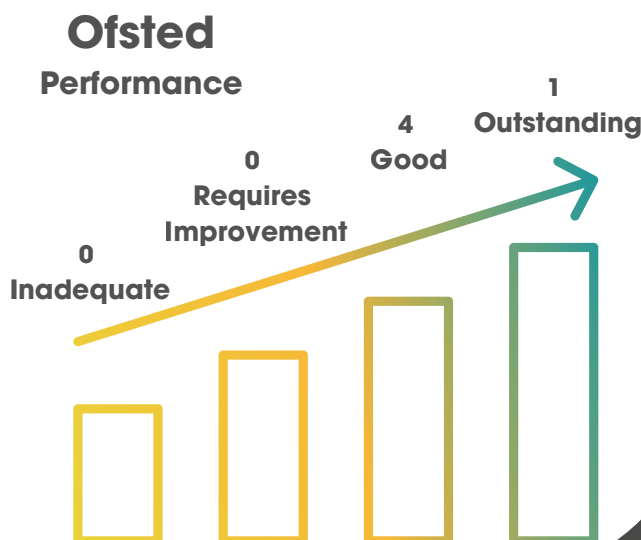 Ofsted
Performance
0
Inadequate
0
Requires
Improvement
4
Good
1
Outstanding